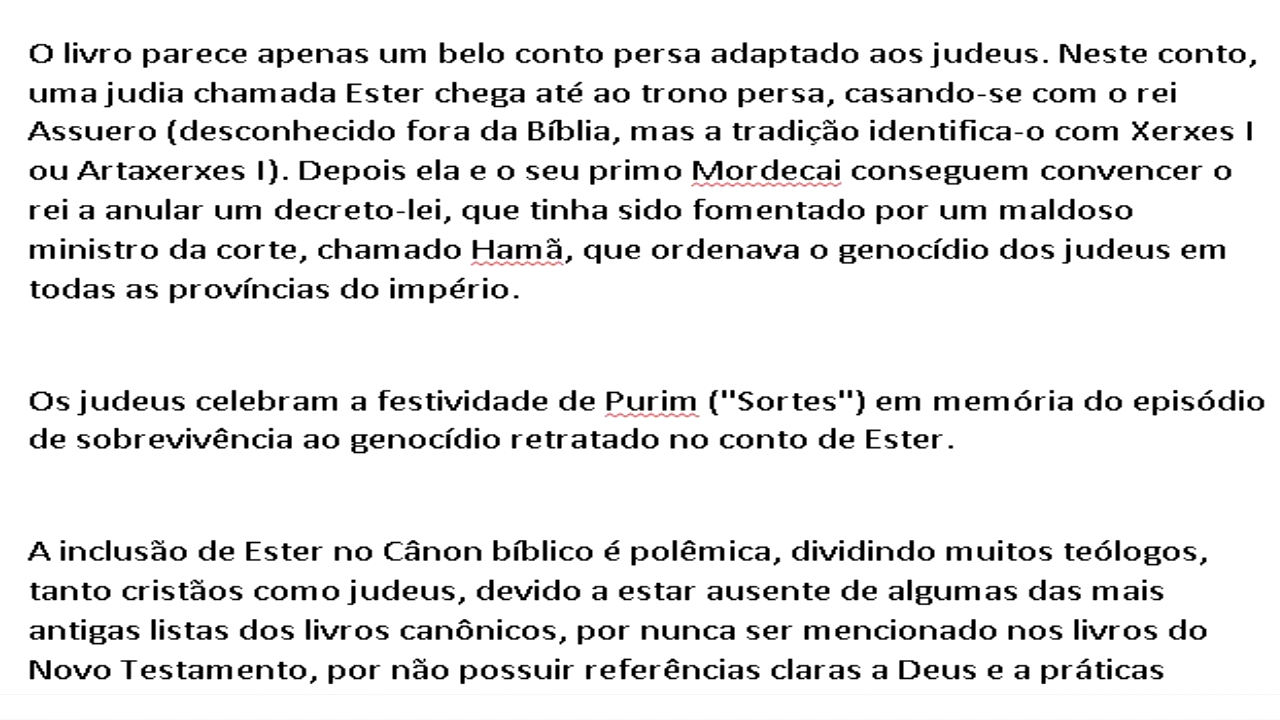 O livro parece apenas um belo conto persa adaptado aos judeus. Neste conto,
uma judia chamada Ester chega até ao trono persa, casando-se com o rei
Assuero (desconhecido fora da Bíblia, mas a tradição identifica-o com Xerxes I
ou Artaxerxes I). Depois ela e o seu primo Mordecai conseguem convencer o
rei a anular um decreto-lei, que tinha sido fomentado por um maldoso
ministro da corte, chamado Hamã, que ordenava o genocídio dos judeus em
todas as províncias do império.
Os judeus celebram a festividade de Purim ("Sortes") em memória do episódio
de sobrevivência ao genocídio retratado no conto de Ester.
A inclusão de Ester no Cânon bíblico é polêmica, dividindo muitos teólogos,
tanto cristãos como judeus, devido a estar ausente de algumas das mais
antigas listas dos livros canônicos, por nunca ser mencionado nos livros do
Novo Testamento, por não possuir referências claras a Deus e a práticas